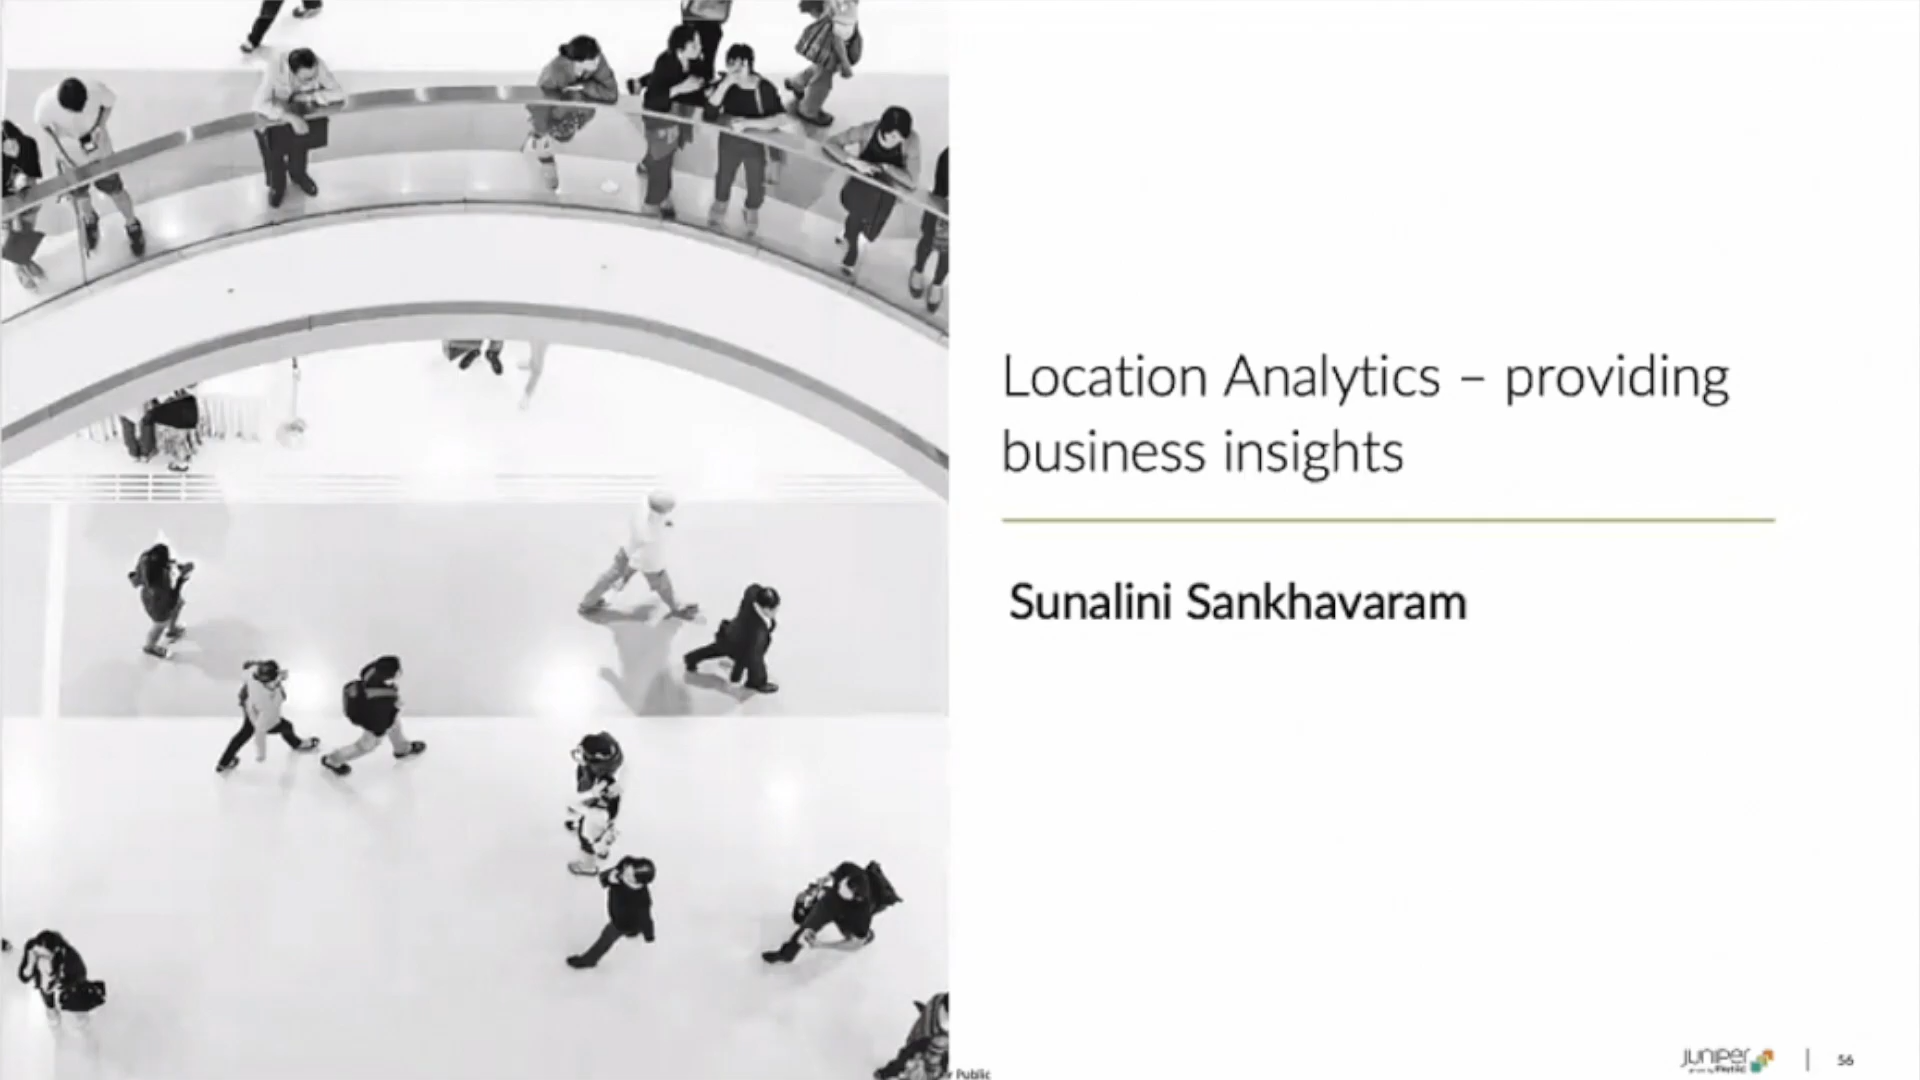 Location Analytics – providing
business insights
Sunalini Sankhavaram
Juniper
56
Public